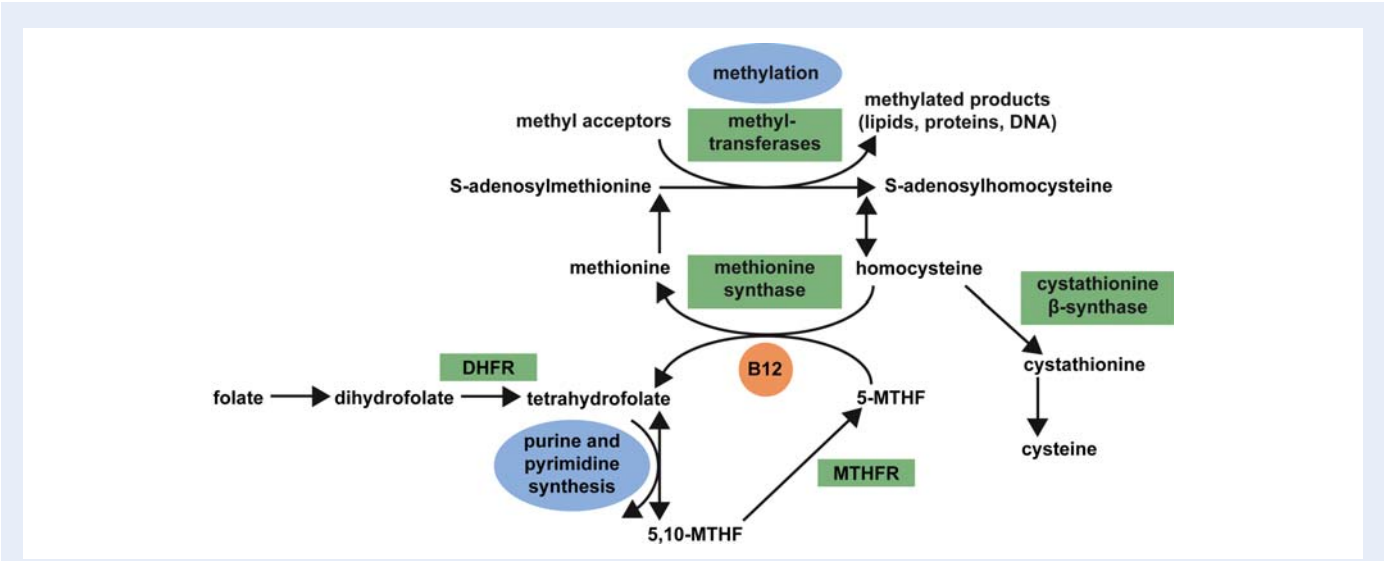 methylation
methyl acceptors
methyl-
transferases
methylated products
(lipids, proteins, DNA)
S-adenosylmethionine
S-adenosylhomocysteine
methionine
methionine
synthase
homocysteine
cystathionine
β-synthase
B12
cystathionine
DHFR
folate
dihydrofolate
tetrahydrofolate
5-MTHF
purine and
pyrimidine
synthesis
MTHFR
cysteine
5,10-MTHF